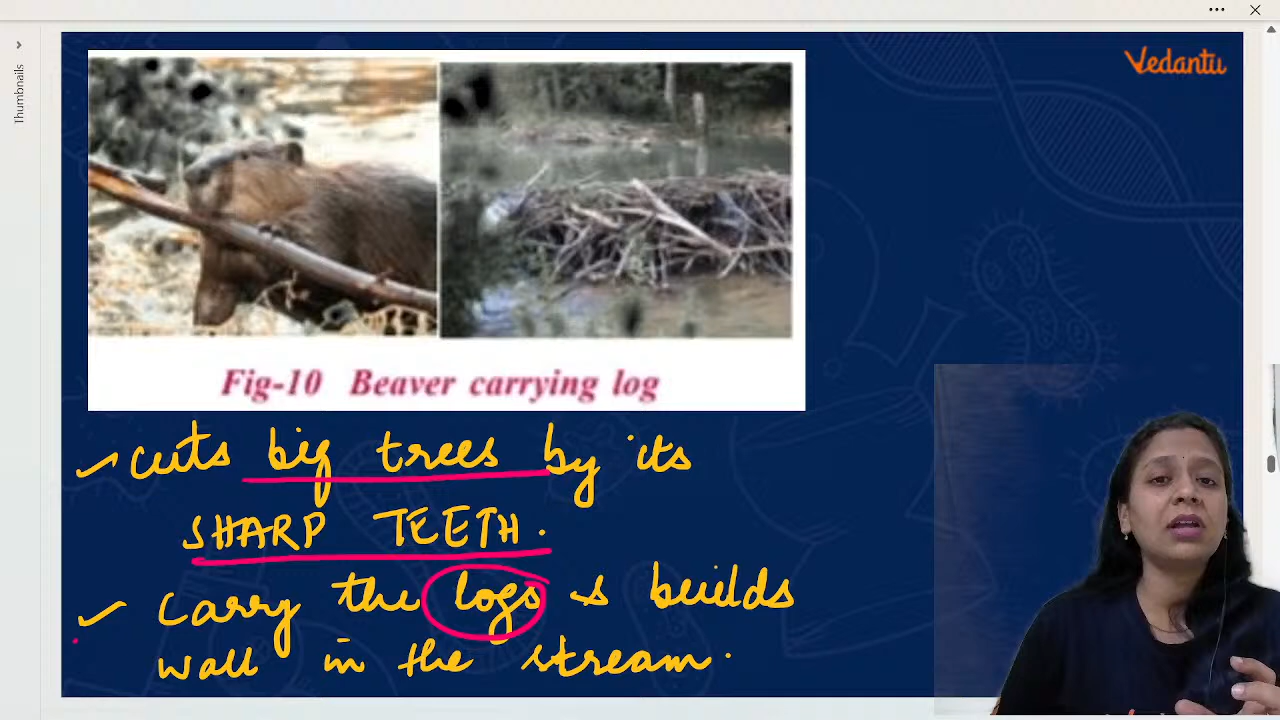 Thumbnails
Vedantu
Fig-10 Beaver carrying log
cuts big trees by its
SHARP TEETH.
carry the logs & builds
wall in the stream.